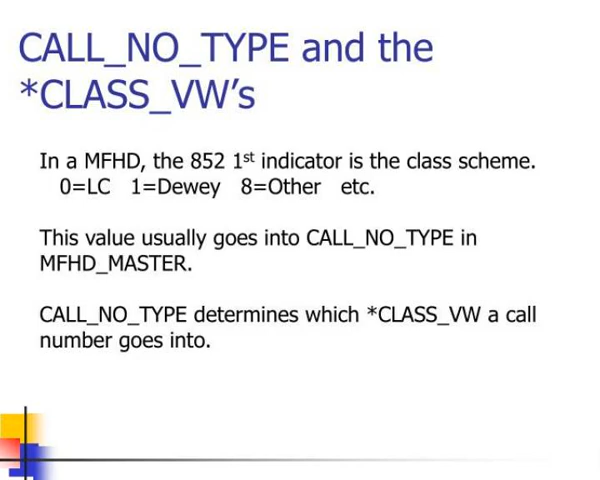 CALL_NO_TYPE and the
*CLASS_VW’s
In a MFHD, the 852 1st indicator is the class scheme.
0=LC 1=Dewey 8=Other etc.
This value usually goes into CALL_NO_TYPE in
MFHD_MASTER.
CALL_NO_TYPE determines which *CLASS_VW a call
number goes into.